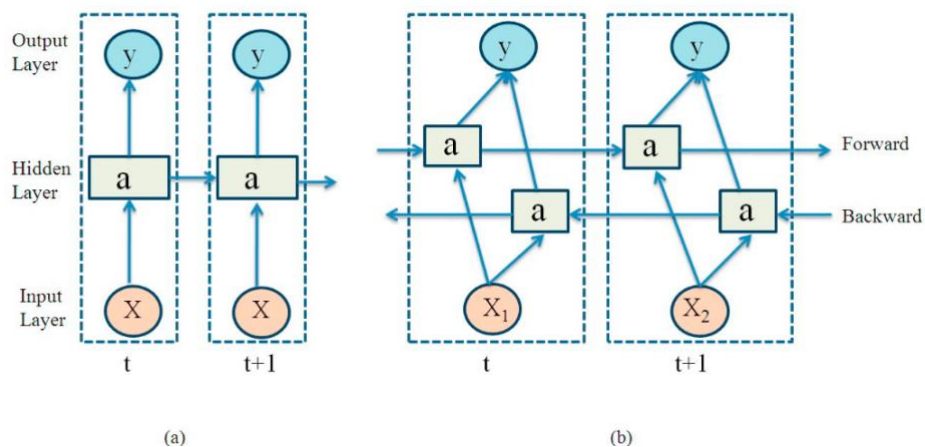 Output
Layer
y
y
y
y
Hidden
Layer
a
a
a
a
Forward
a
a
Backward
Input
Layer
X
X
X₁
X₂
t
t+1
t
t+1
(a)
(b)